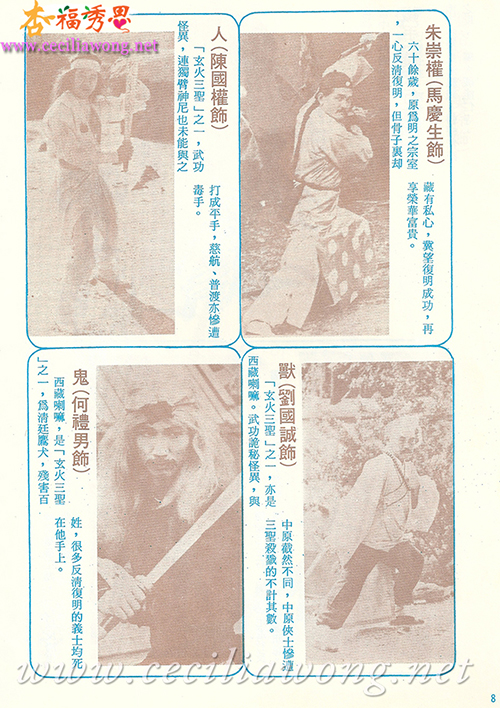 杏福秀恩
www.ceciliawong.net
朱崇權(馬慶生飾)
六十餘歲,原爲明之宗室
,一心反清復明,但骨子裏却
藏有私心,冀望復明成功,再
享榮華富貴。
人(陳國權飾)
「玄火三聖」之一,武功
怪異,連獨臂神尼也未能與之
打成平手,慈航、普渡亦慘遭
毒手。
獸(劉國誠飾)
「玄火三聖」之一,亦是
西藏喇嘛。武功詭秘怪異,與
中原截然不同,中原俠士慘遭
三聖殺戮的不計其數。
鬼(何禮男飾)
西藏喇嘛,是「玄火三聖
」之一,爲清廷鷹犬,殘害百
姓,很多反清復明的義士均死
在他手上。
www.ceciliawong.net
8